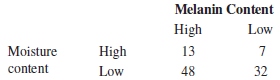 Melanin Content
High Low
Moisture High 13 7
content Low 48 32